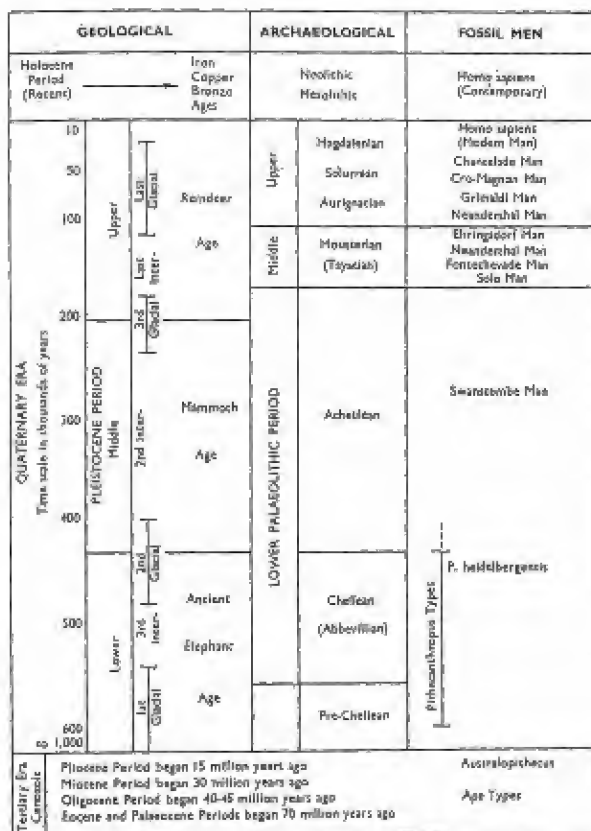 GEOLOGICAL
ARCHAEOLOGICAL
FOSSIL MEN
Holocene
Period
(Recent)
Iron
Copper
Bronze
Ages
Neolithic
Mesolithic
Homo sapiens
(Contemporary)
QUATERNARY ERA
Time scale in thousands of years
10
50
100
200
300
400
500
600
to 1,000
PLEISTOCENE PERIOD
Upper
Middle
Lower
Last
Glacial
Last
Inter-
3rd
Glacial
2nd Inter-
2nd
Glacial
3rd
Inter-
1st
Glacial
Reindeer
Age
Mammoth
Age
Ancient
Elephant
Age
Upper
Middle
LOWER PALAEOLITHIC PERIOD
Magdalenian
Solutrean
Aurignacian
Mousterian
(Tayacian)
Acheulean
Chellean
(Abbevillian)
Pre-Chellean
Homo sapiens
(Modern Man)
Chancelade Man
Cro-Magnan Man
Grimaldi Man
Neanderthal Man
Ehringsdorf Man
Neanderthal Man
Fontechevade Man
Solo Man
Swanscombe Man
P. heidelbergensis
Pithecanthropus Types
Tertiary Era
Cenozoic
Pliocene Period began 15 million years ago
Miocene Period began 30 million years ago
Oligocene Period began 40-45 million years ago
Eocene and Palaeocene Periods began 70 million years ago
Australopithecus
Ape Types